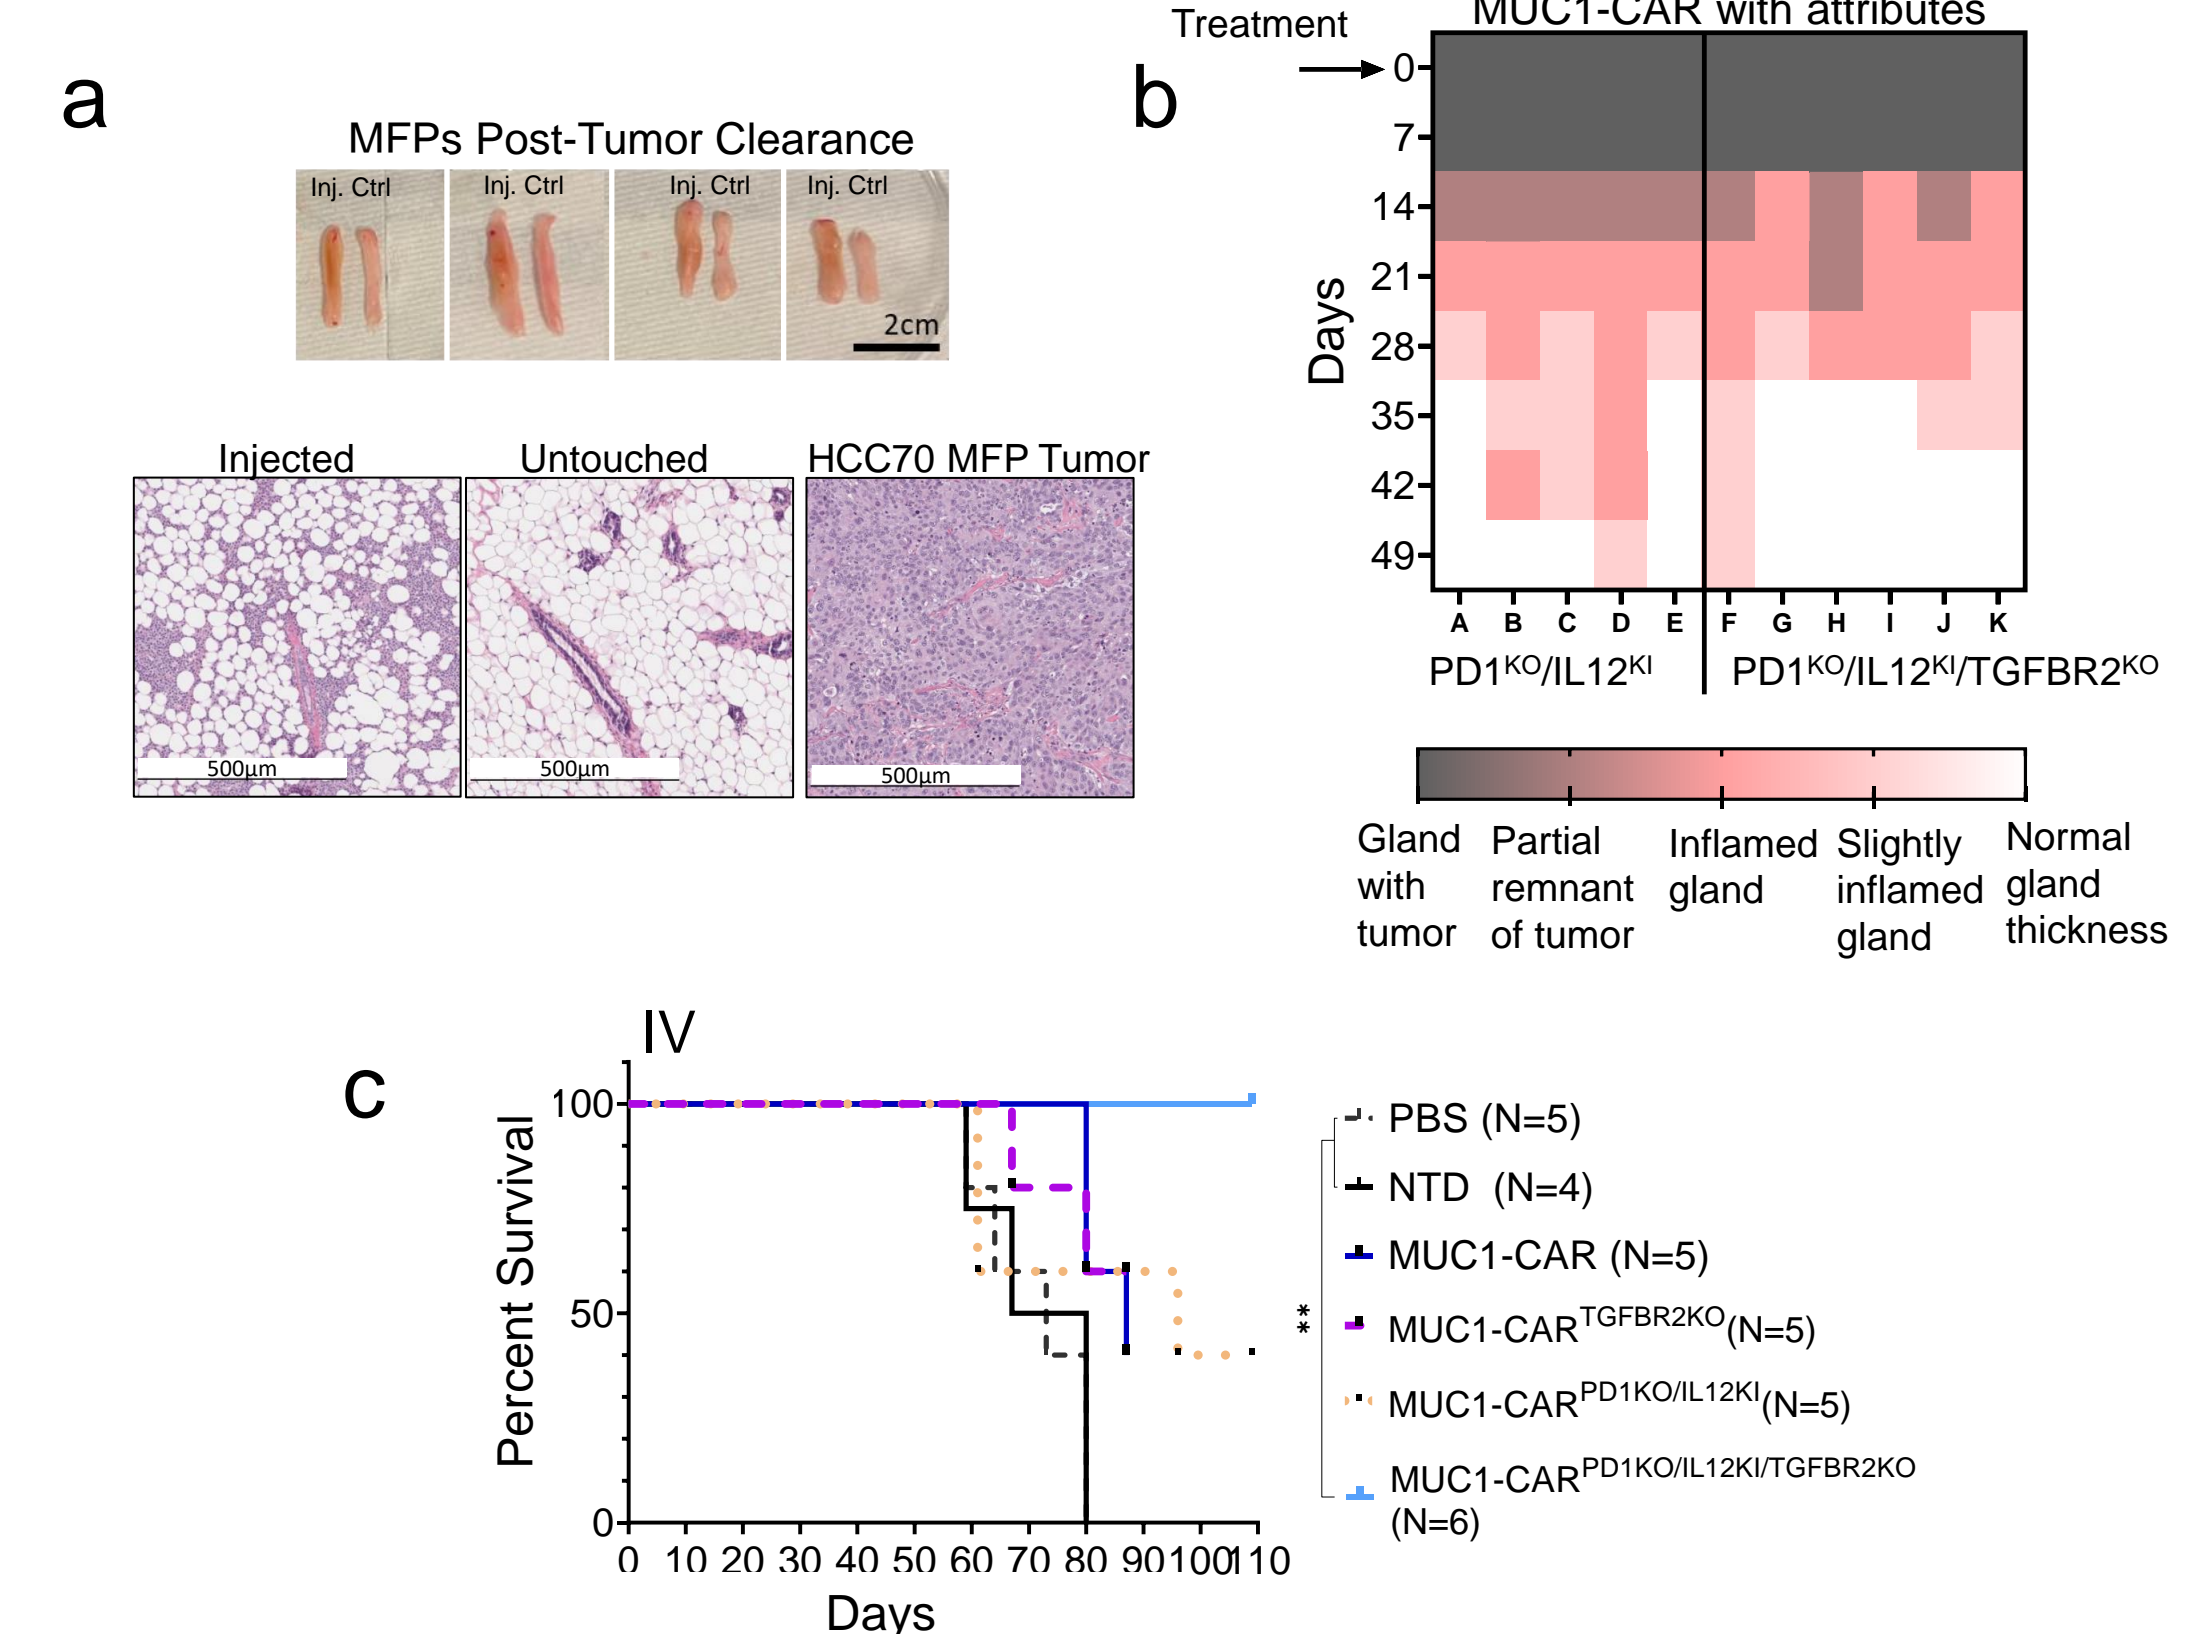 a
MFPs Post-Tumor Clearance
Inj. Ctrl
Inj. Ctrl
Inj. Ctrl
Inj. Ctrl
2cm
Injected
Untouched
HCC70 MFP Tumor
500µm
500µm
500µm
b
Treatment
MUC1-CAR with attributes
Days
0
7
14
21
28
35
42
49
A B C D E F G H I J K
PD1KO/IL12KI
PD1KO/IL12KI/TGFBR2KO
Gland
with
tumor
Partial
remnant
of tumor
Inflamed
gland
Slightly
inflamed
gland
Normal
gland
thickness
c
IV
Percent Survival
100
50
0
0 10 20 30 40 50 60 70 80 90 100 110
Days
**
PBS (N=5)
NTD (N=4)
MUC1-CAR (N=5)
MUC1-CARTGFBR2KO(N=5)
MUC1-CARPD1KO/IL12KI(N=5)
MUC1-CARPD1KO/IL12KI/TGFBR2KO
(N=6)